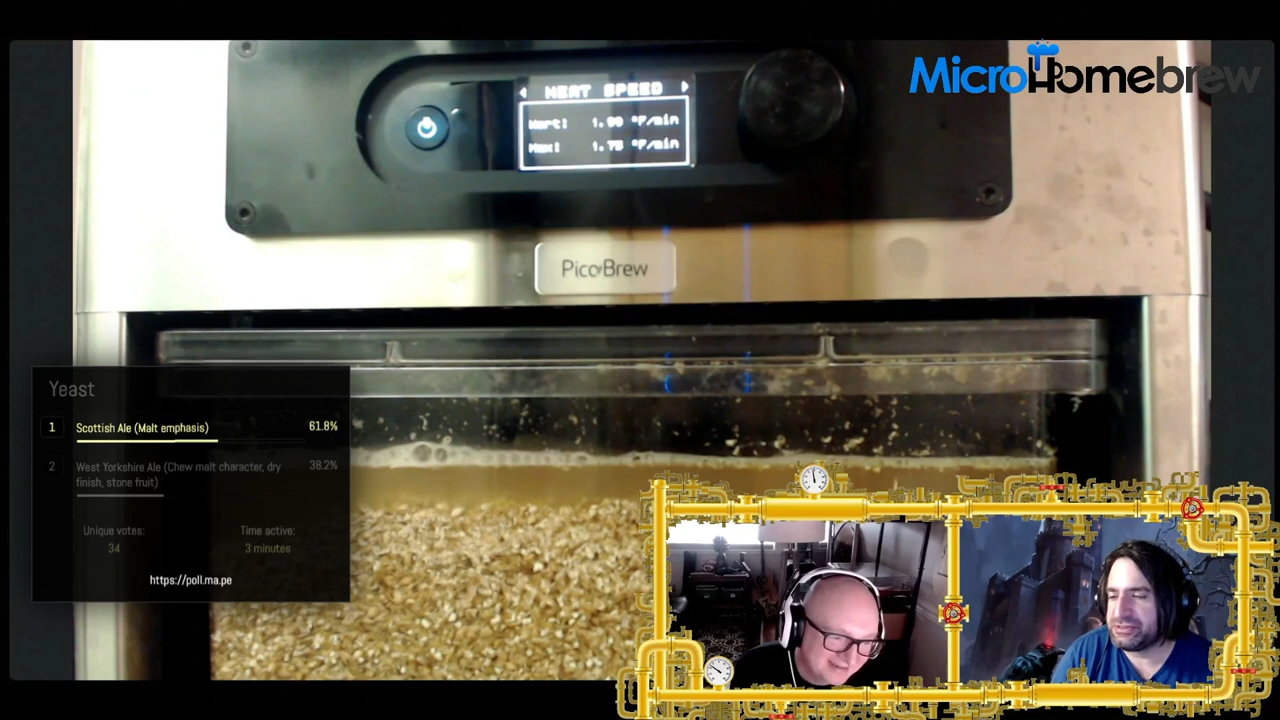 MicroHomebrew
HEAT SPEED
Wort: 1.90 °F/min
Max: 1.75 °F/min
PicoBrew
Yeast
1 Scottish Ale (Malt emphasis) 61.8%
2 West Yorkshire Ale (Chew malt character, dry 38.2%
finish, stone fruit)
Unique votes: Time active:
34 3 minutes
https://poll.ma.pe